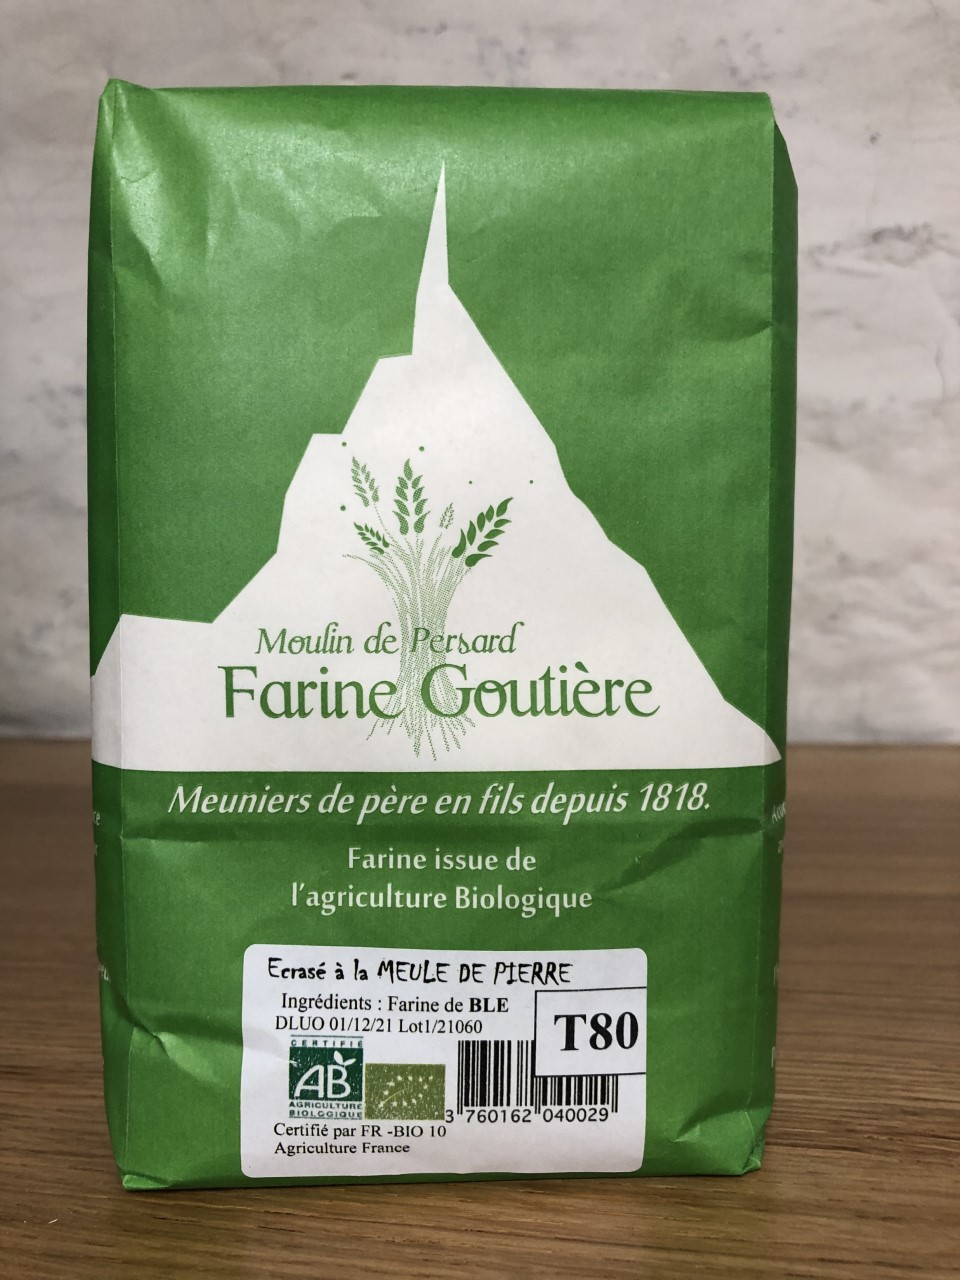 Moulin de Persard
Farine Goutière
Meuniers de père en fils depuis 1818.
Farine issue de
l'agriculture Biologique
Ecrasé à la MEULE DE PIERRE
Ingrédients : Farine de BLE
DLUO 01/12/21 Lot1/21060
T80
CERTIFIÉ
AB
AGRICULTURE
BIOLOGIQUE
3 760162 040029
Certifié par FR -BIO 10
Agriculture France